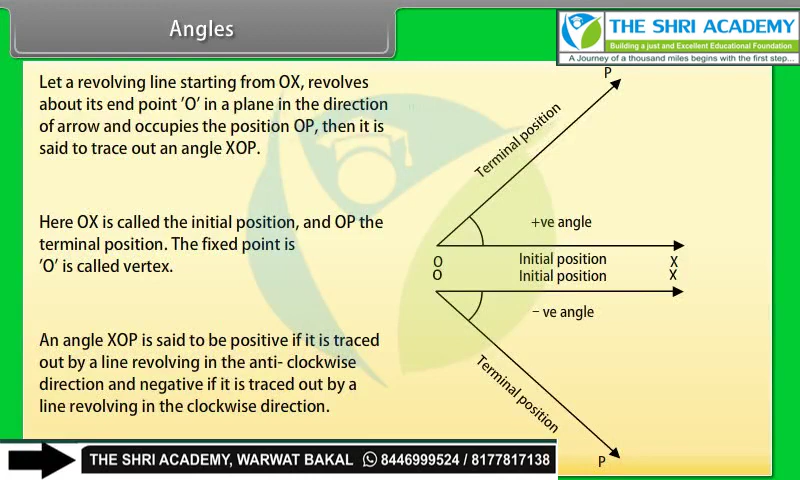 Angles
THE SHRI ACADEMY
Building a just and Excellent Educational Foundation
A Journey of a thousand miles begins with the first step...
Let a revolving line starting from OX, revolves
about its end point ‘O’ in a plane in the direction
of arrow and occupies the position OP, then it is
said to trace out an angle XOP.
Here OX is called the initial position, and OP the
terminal position. The fixed point is
‘O’ is called vertex.
An angle XOP is said to be positive if it is traced
out by a line revolving in the anti- clockwise
direction and negative if it is traced out by a
line revolving in the clockwise direction.
P
Terminal position
+ve angle
O Initial position X
O Initial position X
– ve angle
Terminal position
P
THE SHRI ACADEMY, WARWAT BAKAL 8446999524 / 8177817138